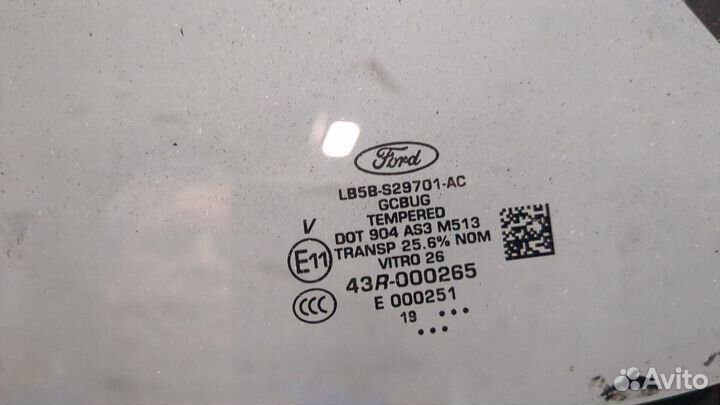 Ford
LB5B-S29701-AC
GCBUG
TEMPERED
DOT 904 AS3 M513
TRANSP 25.6% NOM
VITRO 26
43R-000265
E 000251
19
V
E11
CCC
Avito